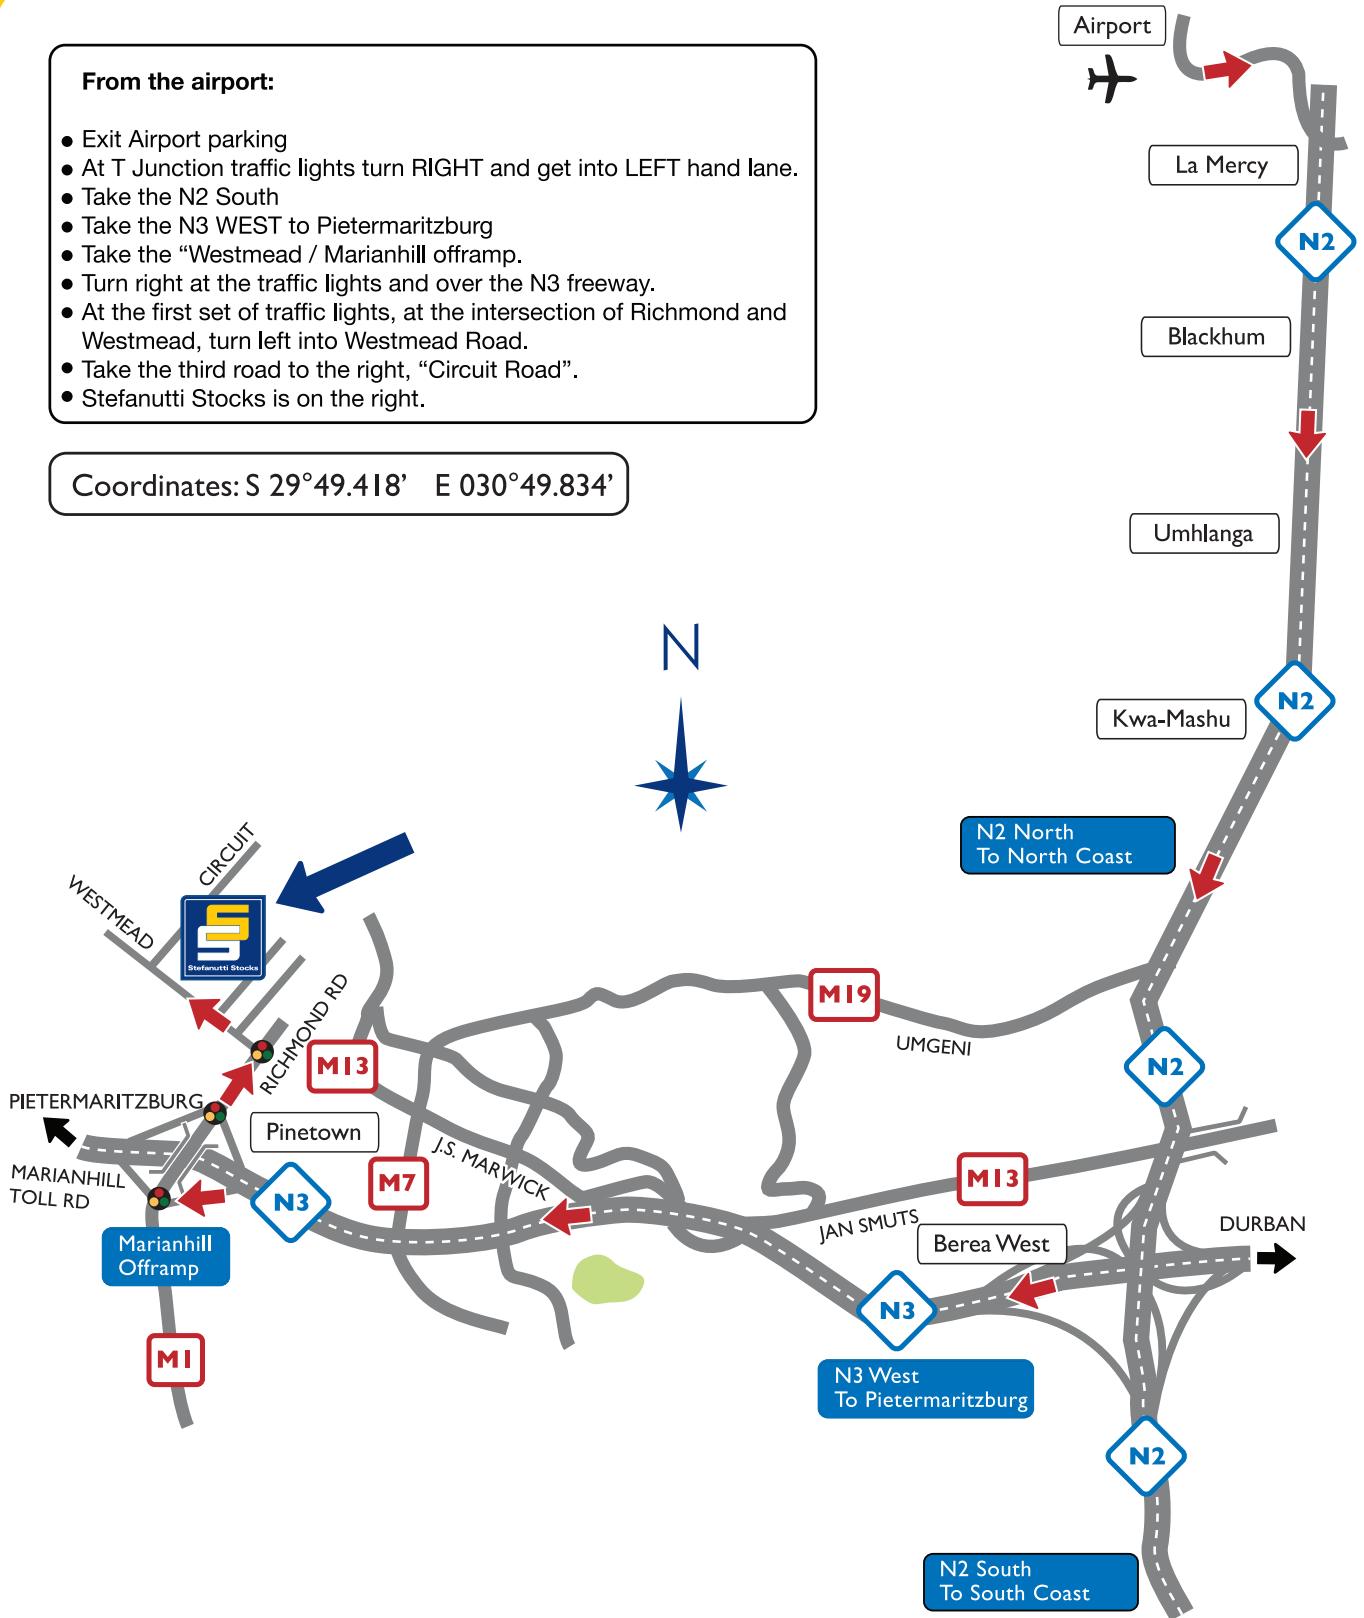 From the airport:
● Exit Airport parking
● At T Junction traffic lights turn RIGHT and get into LEFT hand lane.
● Take the N2 South
● Take the N3 WEST to Pietermaritzburg
● Take the “Westmead / Marianhill offramp.
● Turn right at the traffic lights and over the N3 freeway.
● At the first set of traffic lights, at the intersection of Richmond and
Westmead, turn left into Westmead Road.
● Take the third road to the right, “Circuit Road”.
● Stefanutti Stocks is on the right.
Coordinates: S 29°49.418’ E 030°49.834’
Airport
La Mercy
N2
Blackhum
Umhlanga
N
N2
Kwa-Mashu
N2 North
To North Coast
CIRCUIT
WESTMEAD
Stefanutti Stocks
RICHMOND RD
M19
UMGENI
M13
N2
PIETERMARITZBURG
Pinetown
J.S. MARWICK
MARIANHILL
TOLL RD
M7
M13
N3
JAN SMUTS
DURBAN
Marianhill
Offramp
Berea West
N3
M1
N3 West
To Pietermaritzburg
N2
N2 South
To South Coast